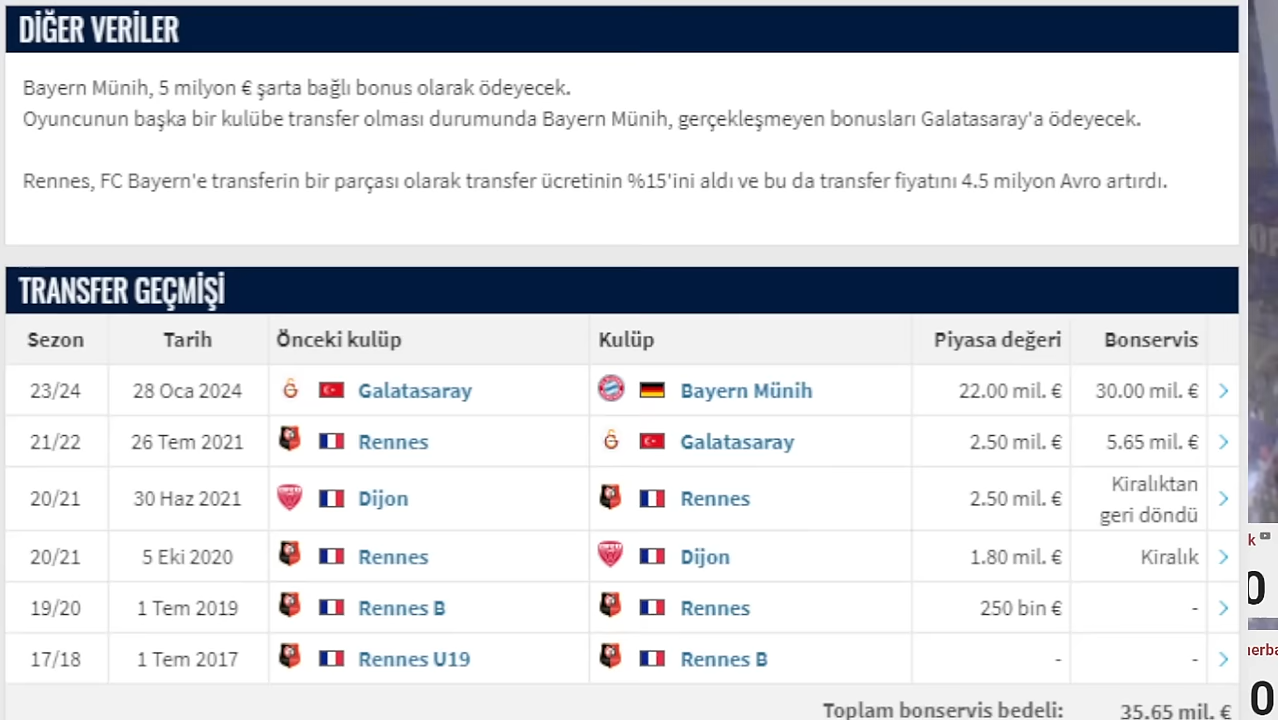 DİĞER VERİLER
Bayern Münih, 5 milyon € şarta bağlı bonus olarak ödeyecek.
Oyuncunun başka bir kulübe transfer olması durumunda Bayern Münih, gerçekleşmeyen bonusları Galatasaray'a ödeyecek.
Rennes, FC Bayern'e transferin bir parçası olarak transfer ücretinin %15'ini aldı ve bu da transfer fiyatını 4.5 milyon Avro artırdı.
TRANSFER GEÇMİŞİ
Sezon Tarih Önceki kulüp Kulüp Piyasa değeri Bonservis
23/24 28 Oca 2024 Galatasaray Bayern Münih 22.00 mil. € 30.00 mil. €
21/22 26 Tem 2021 Rennes Galatasaray 2.50 mil. € 5.65 mil. €
20/21 30 Haz 2021 Dijon Rennes 2.50 mil. € Kiralıktan
geri döndü
20/21 5 Eki 2020 Rennes Dijon 1.80 mil. € Kiralık
19/20 1 Tem 2019 Rennes B Rennes 250 bin € -
17/18 1 Tem 2017 Rennes U19 Rennes B - -
Toplam bonservis bedeli: 35.65 mil. €
k
0
nerba
0